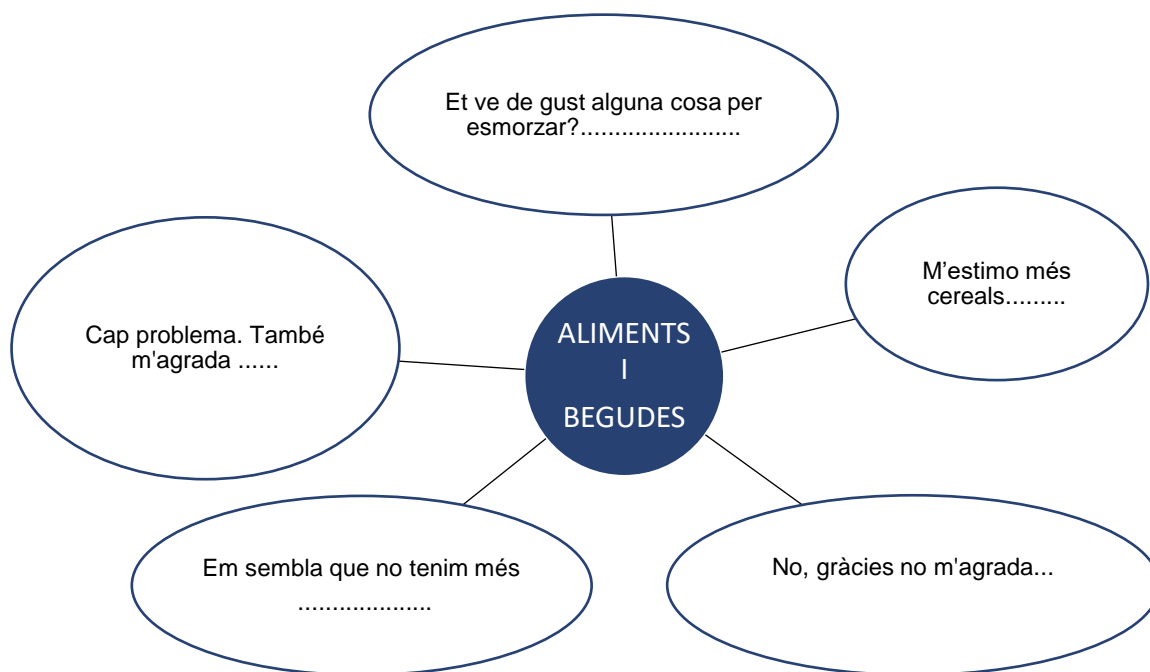 Et ve de gust alguna cosa per
esmorzar?.......................
M’estimo més
cereals.........
Cap problema. També
m'agrada ......
ALIMENTS
I
BEGUDES
Em sembla que no tenim més
...................
No, gràcies no m'agrada...